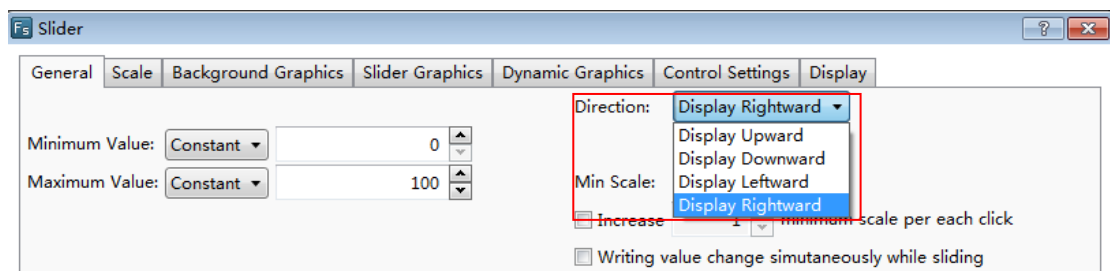 Fs Slider
General Scale Background Graphics Slider Graphics Dynamic Graphics Control Settings Display
Direction: Display Rightward
Display Upward
Display Downward
Display Leftward
Display Rightward
Minimum Value: Constant 0
Maximum Value: Constant 100
Min Scale:
Increase 1 minimum scale per each click
Writing value change simutaneously while sliding